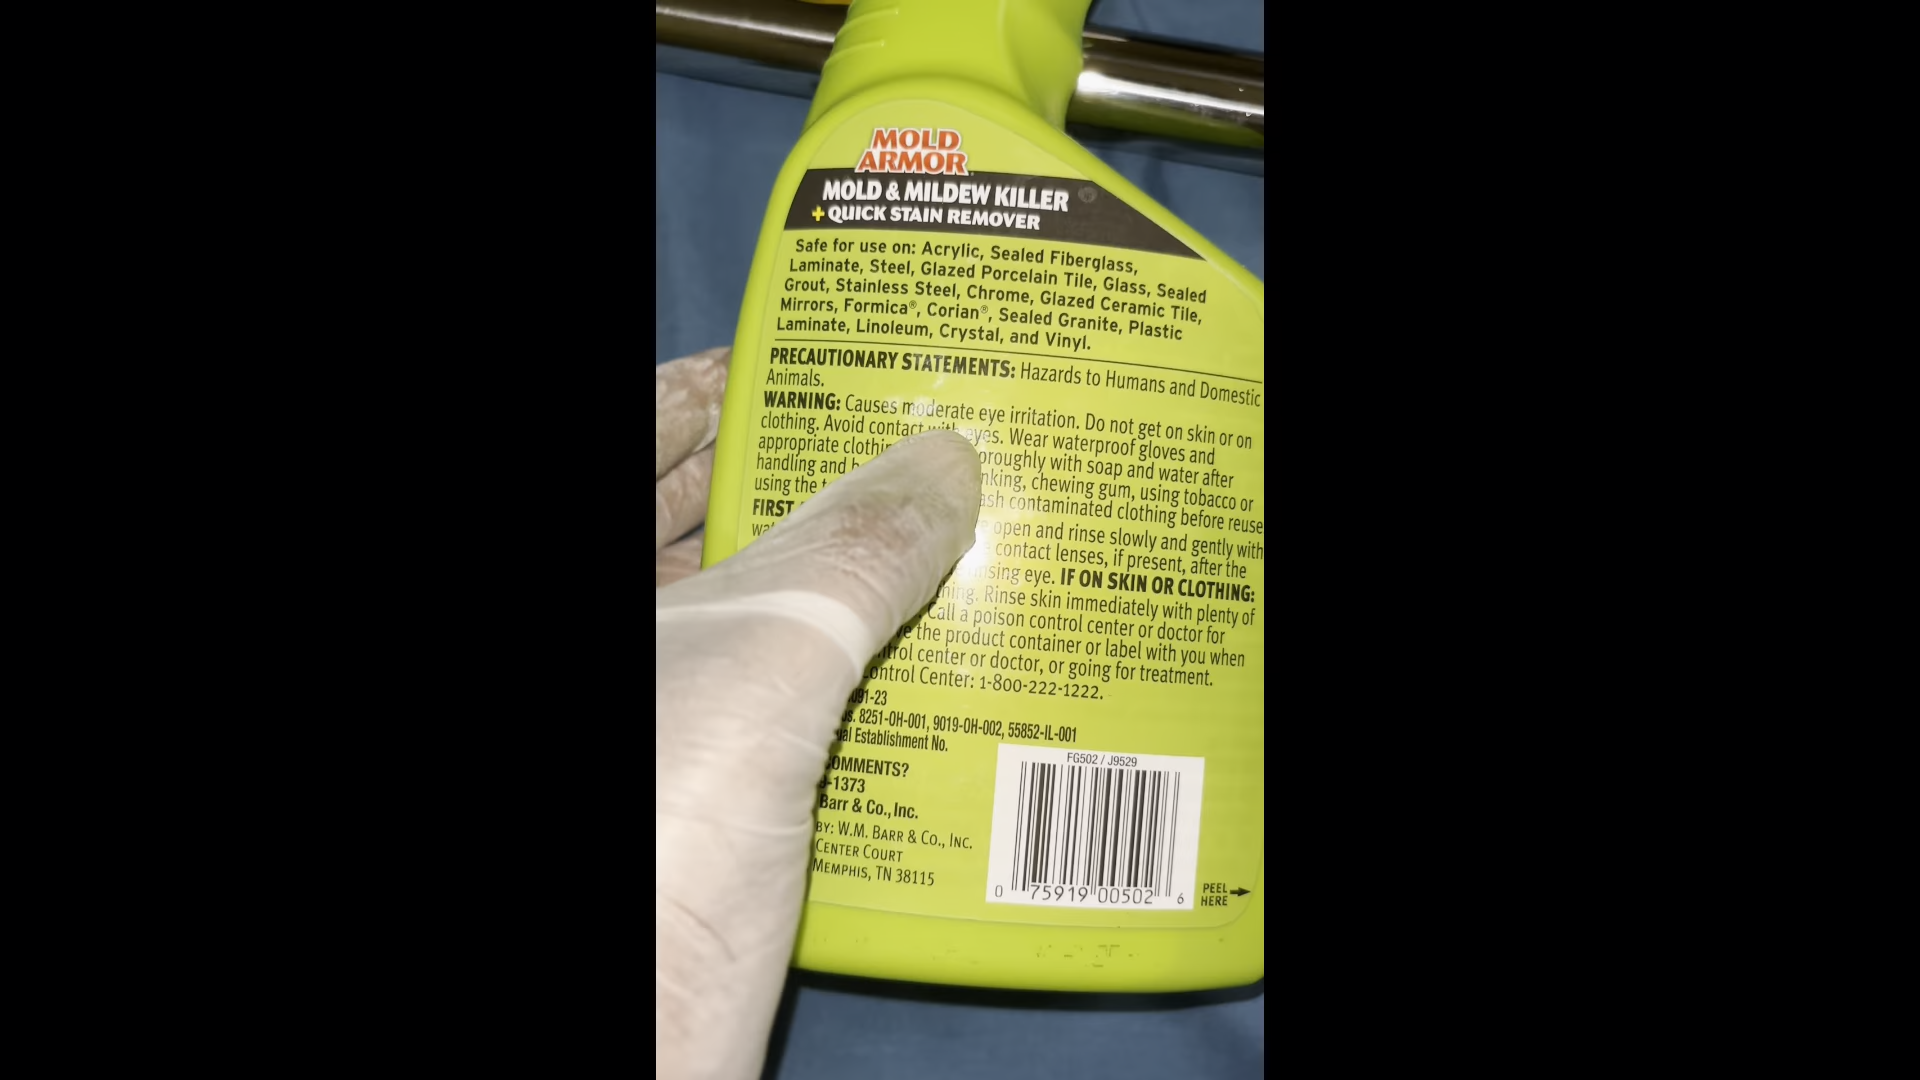 MOLD
ARMOR
MOLD & MILDEW KILLER
+ QUICK STAIN REMOVER
Safe for use on: Acrylic, Sealed Fiberglass,
Laminate, Steel, Glazed Porcelain Tile, Glass, Sealed
Grout, Stainless Steel, Chrome, Glazed Ceramic Tile,
Mirrors, Formica®, Corian®, Sealed Granite, Plastic
Laminate, Linoleum, Crystal, and Vinyl.
PRECAUTIONARY STATEMENTS: Hazards to Humans and Domestic
Animals.
WARNING: Causes moderate eye irritation. Do not get on skin or on
clothing. Avoid contact with eyes. Wear waterproof gloves and
appropriate roughly with soap and water after
handling and chewing gum, using tobacco or
using the contaminated clothing before reuse
FIRST open and rinse slowly and gently with
contact lenses, if present, after the
eye. IF ON SKIN OR CLOTHING:
Rinse skin immediately with plenty of
Call a poison control center or doctor for
the product container or label with you when
center or doctor, or going for treatment.
Control Center: 1-800-222-1222.
091-23
8251-OH-001, 9019-OH-002, 55852-IL-001
Establishment No.
COMMENTS?
-1373
Barr & Co., Inc.
BY: W.M. BARR & CO., INC.
CENTER COURT
MEMPHIS, TN 38115
FG502 / J9529
0 75919 00502 6
PEEL
HERE